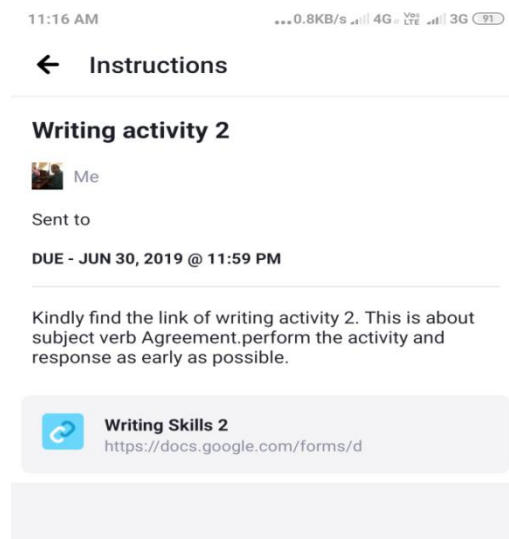 11:16 AM ...0.8KB/s 4G Vo₀ LTE 3G 91
Instructions
Writing activity 2
Me
Sent to
DUE - JUN 30, 2019 @ 11:59 PM
Kindly find the link of writing activity 2. This is about
subject verb Agreement.perform the activity and
response as early as possible.
Writing Skills 2
https://docs.google.com/forms/d